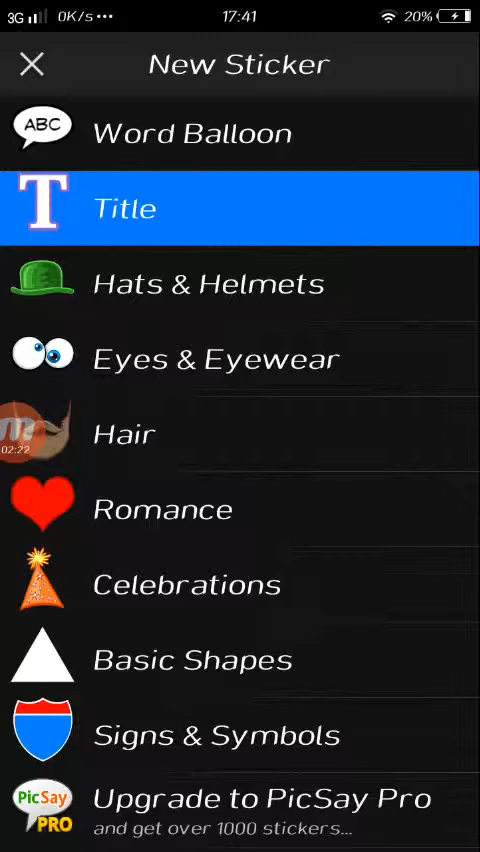 3G 0K/s ••• 17:41 20%
New Sticker
ABC
Word Balloon
T
Title
Hats & Helmets
Eyes & Eyewear
Hair
02:22
Romance
Celebrations
Basic Shapes
Signs & Symbols
PicSay
PRO
Upgrade to PicSay Pro
and get over 1000 stickers...